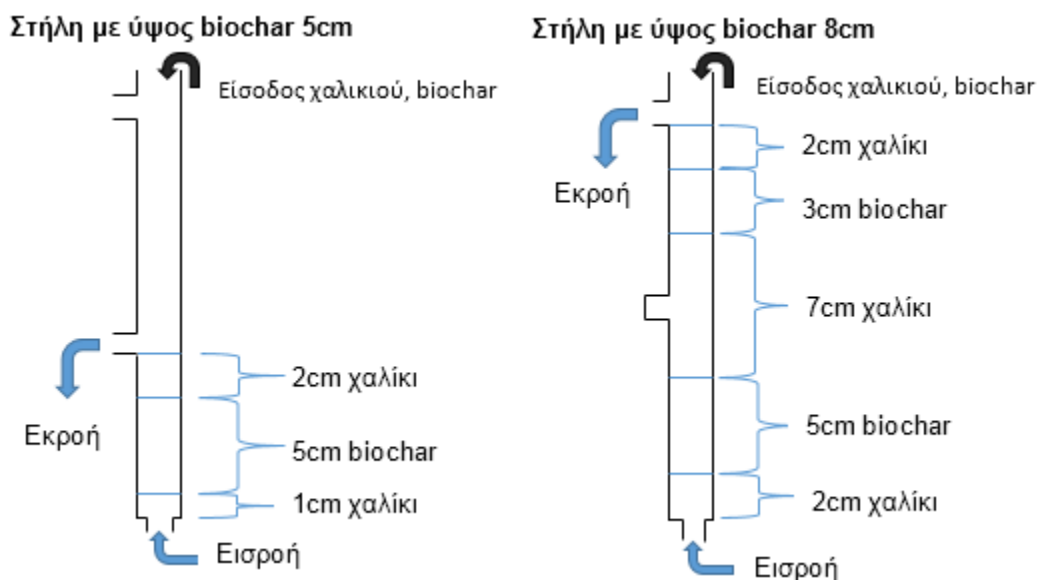 Στήλη με ύψος biochar 5cm
Είσοδος χαλικιού, biochar
2cm χαλίκι
Εκροή
5cm biochar
1cm χαλίκι
Εισροή
Στήλη με ύψος biochar 8cm
Είσοδος χαλικιού, biochar
2cm χαλίκι
Εκροή
3cm biochar
7cm χαλίκι
5cm biochar
2cm χαλίκι
Εισροή